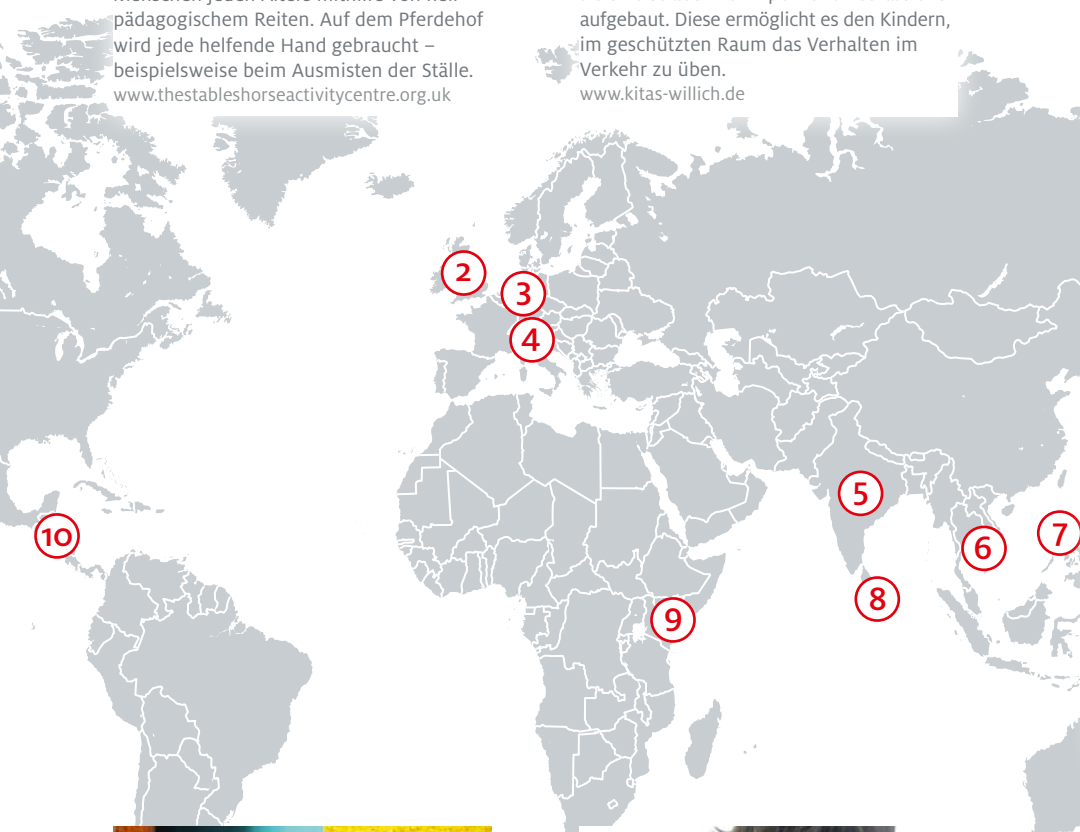 pädagogischem Reiten. Auf dem Pferdehof
wird jede helfende Hand gebraucht –
beispielsweise beim Ausmisten der Ställe.
www.thestableshorseactivitycentre.org.uk
aufgebaut. Diese ermöglicht es den Kindern,
im geschützten Raum das Verhalten im
Verkehr zu üben.
www.kitas-willich.de
2
3
4
5
10
7
6
8
9